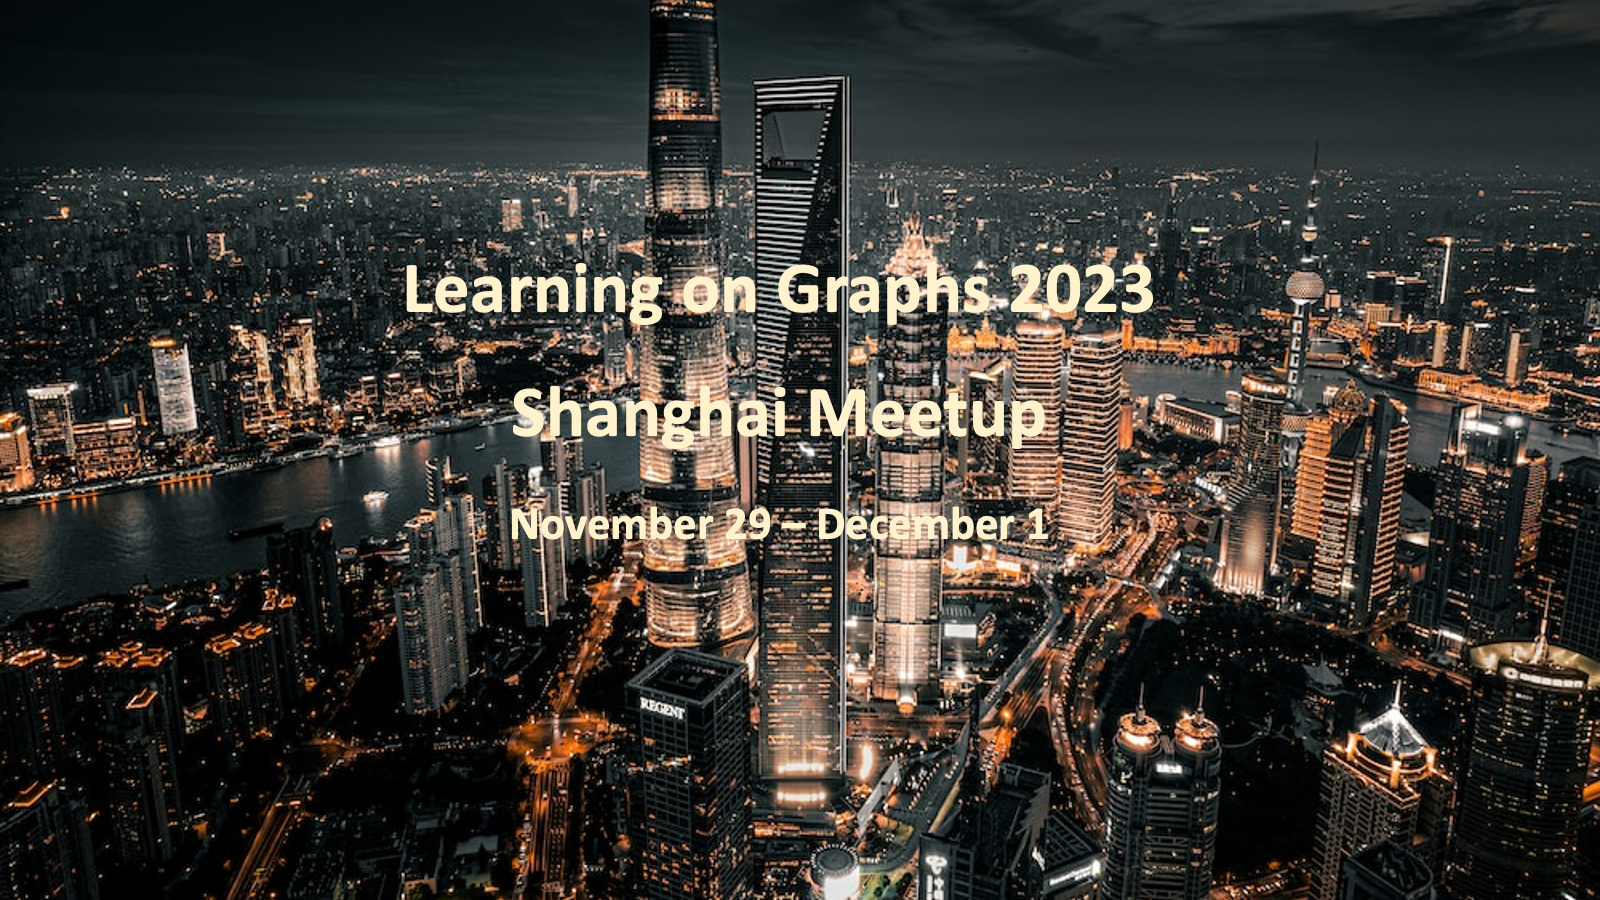 Learning on Graphs 2023
Shanghai Meetup
November 29 – December 1
REGENT